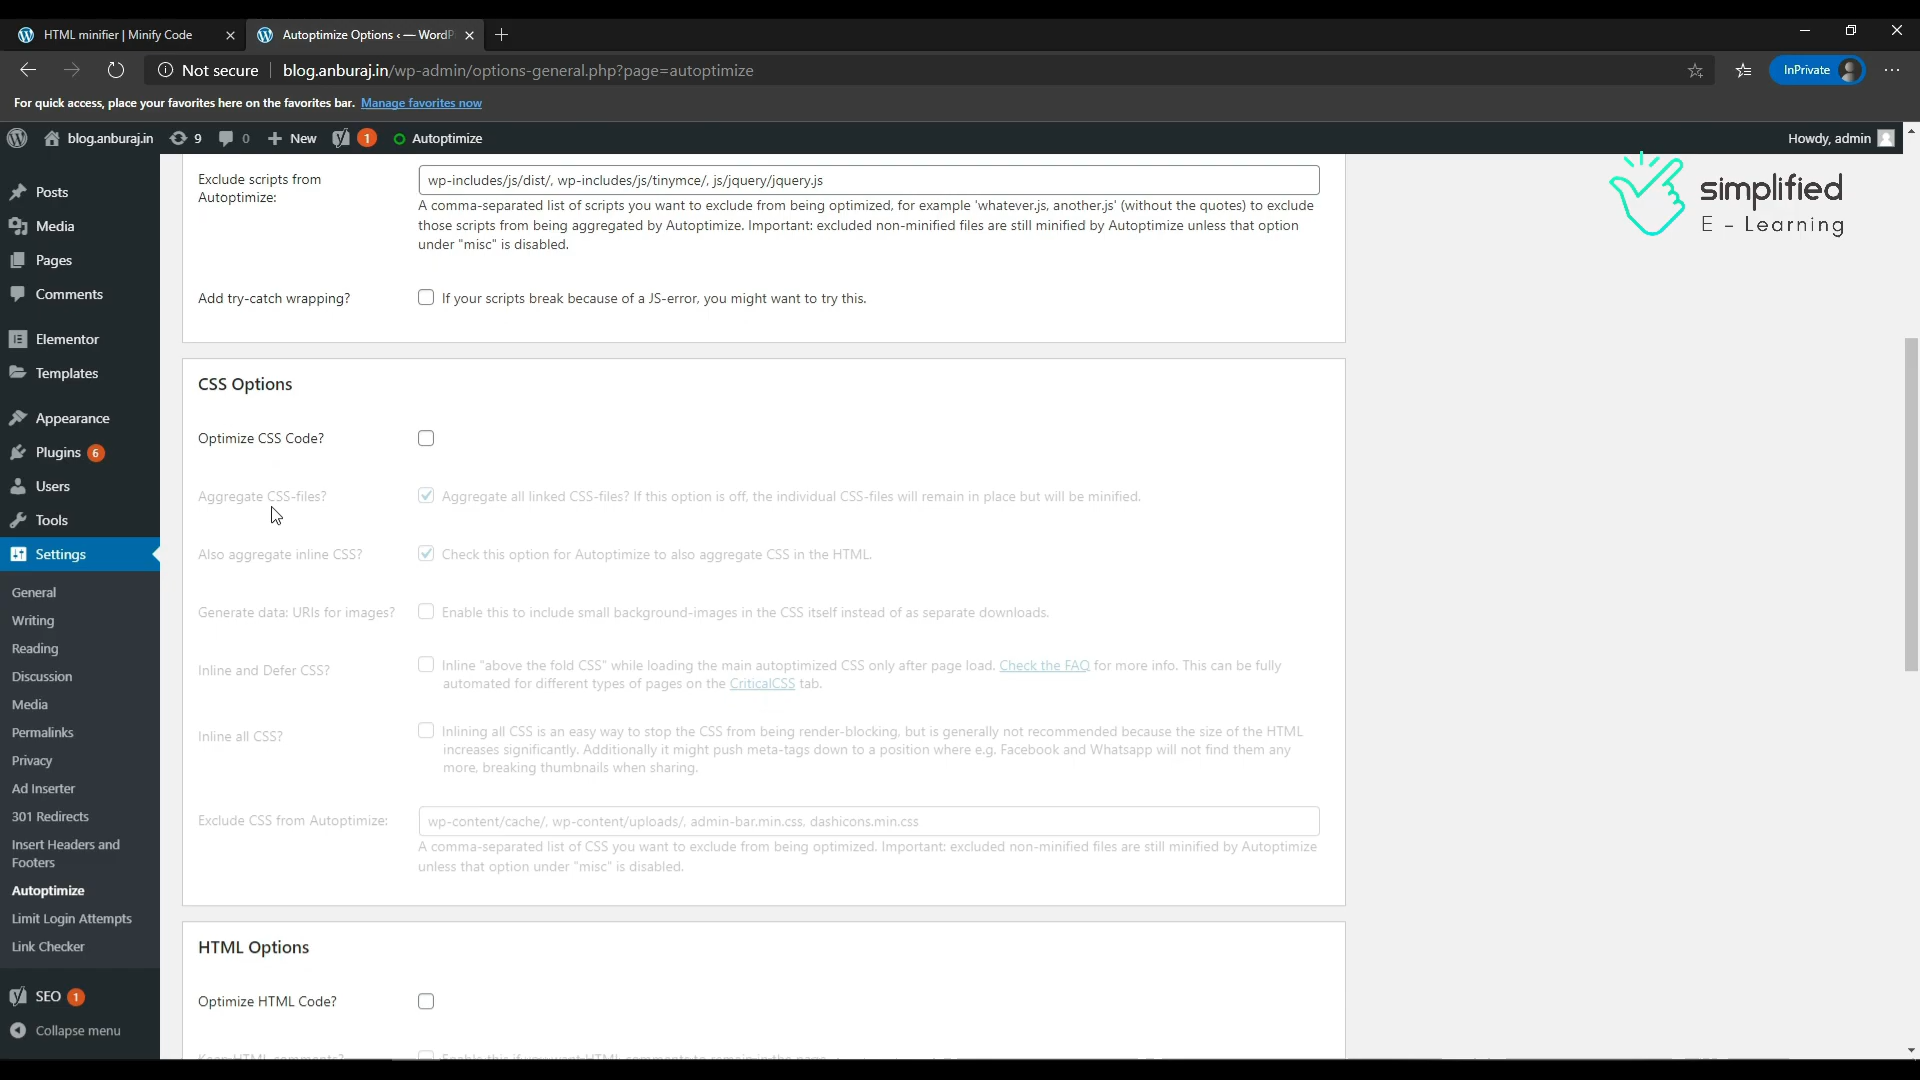 HTML minifier | Minify Code
Autoptimize Options ‹ — WordP
Not secure
blog.anburaj.in/wp-admin/options-general.php?page=autoptimize
InPrivate
For quick access, place your favorites here on the favorites bar. Manage favorites now
blog.anburaj.in
9
0
New
1
Autoptimize
Howdy, admin
simplified
E - Learning
Posts
Media
Pages
Comments
Elementor
Templates
Appearance
Plugins 6
Users
Tools
Settings
General
Writing
Reading
Discussion
Media
Permalinks
Privacy
Ad Inserter
301 Redirects
Insert Headers and
Footers
Autoptimize
Limit Login Attempts
Link Checker
SEO 1
Collapse menu
Exclude scripts from
Autoptimize:
wp-includes/js/dist/, wp-includes/js/tinymce/, js/jquery/jquery.js
A comma-separated list of scripts you want to exclude from being optimized, for example 'whatever.js, another.js' (without the quotes) to exclude
those scripts from being aggregated by Autoptimize. Important: excluded non-minified files are still minified by Autoptimize unless that option
under "misc" is disabled.
Add try-catch wrapping?
If your scripts break because of a JS-error, you might want to try this.
CSS Options
Optimize CSS Code?
Aggregate CSS-files?
Aggregate all linked CSS-files? If this option is off, the individual CSS-files will remain in place but will be minified.
Also aggregate inline CSS?
Check this option for Autoptimize to also aggregate CSS in the HTML.
Generate data: URIs for images?
Enable this to include small background-images in the CSS itself instead of as separate downloads.
Inline and Defer CSS?
Inline "above the fold CSS" while loading the main autoptimized CSS only after page load. Check the FAQ for more info. This can be fully
automated for different types of pages on the CriticalCSS tab.
Inline all CSS?
Inlining all CSS is an easy way to stop the CSS from being render-blocking, but is generally not recommended because the size of the HTML
increases significantly. Additionally it might push meta-tags down to a position where e.g. Facebook and Whatsapp will not find them any
more, breaking thumbnails when sharing.
Exclude CSS from Autoptimize:
wp-content/cache/, wp-content/uploads/, admin-bar.min.css, dashicons.min.css
A comma-separated list of CSS you want to exclude from being optimized. Important: excluded non-minified files are still minified by Autoptimize
unless that option under "misc" is disabled.
HTML Options
Optimize HTML Code?
Keep HTML comments?
Enable this if you want HTML comments to remain in the page.